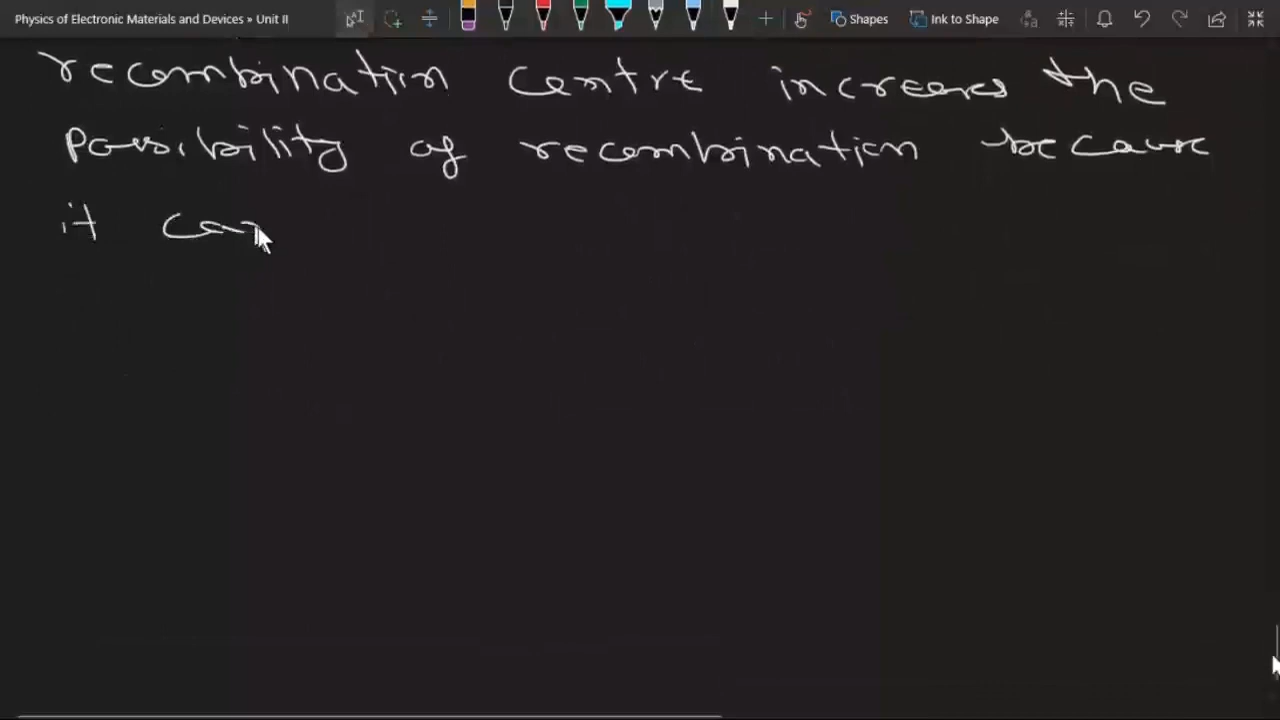 Physics of Electronic Materials and Devices » Unit II
Shapes
Ink to Shape
recombination centre increases the
possibility of recombination because
it can